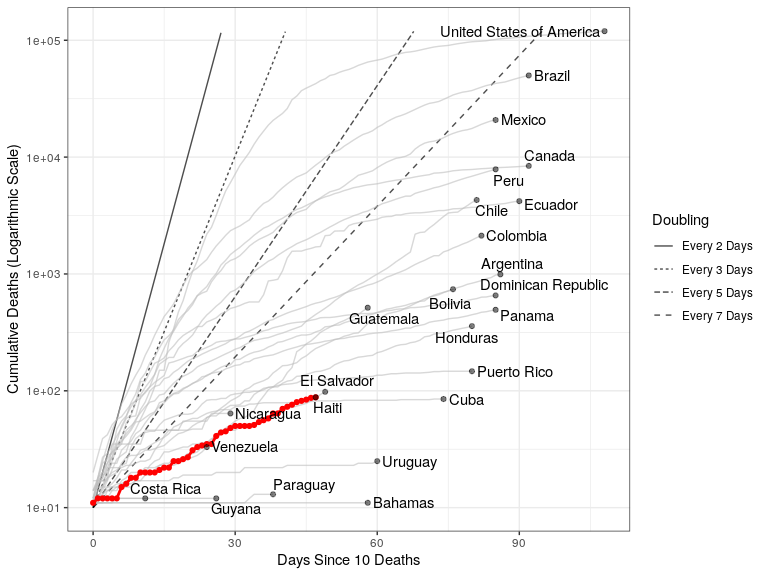 Cumulative Deaths (Logarithmic Scale)
1e+05
1e+04
1e+03
1e+02
1e+01
United States of America
Brazil
Mexico
Canada
Peru
Chile
Ecuador
Colombia
Argentina
Dominican Republic
Bolivia
Guatemala
Panama
Honduras
Puerto Rico
El Salvador
Haiti
Cuba
Nicaragua
Venezuela
Uruguay
Paraguay
Costa Rica
Guyana
Bahamas
0
30
60
90
Days Since 10 Deaths
Doubling
Every 2 Days
Every 3 Days
Every 5 Days
Every 7 Days